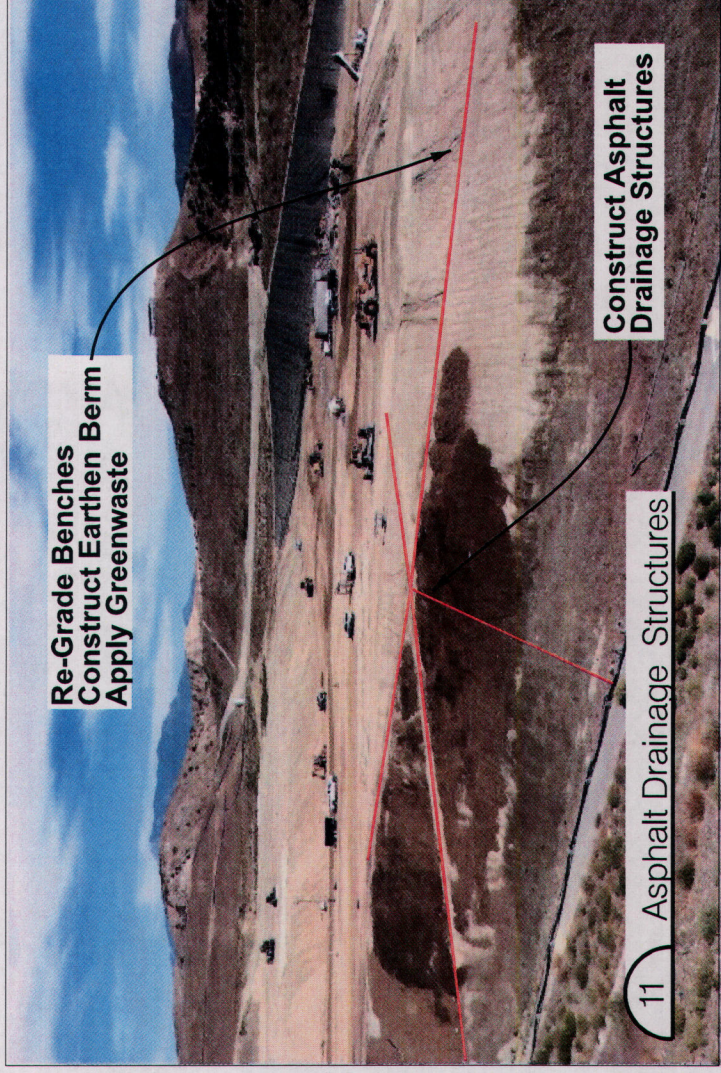 Re-Grade Benches
Construct Earthen Berm
Apply Greenwaste
Construct Asphalt
Drainage Structures
11 Asphalt Drainage Structures